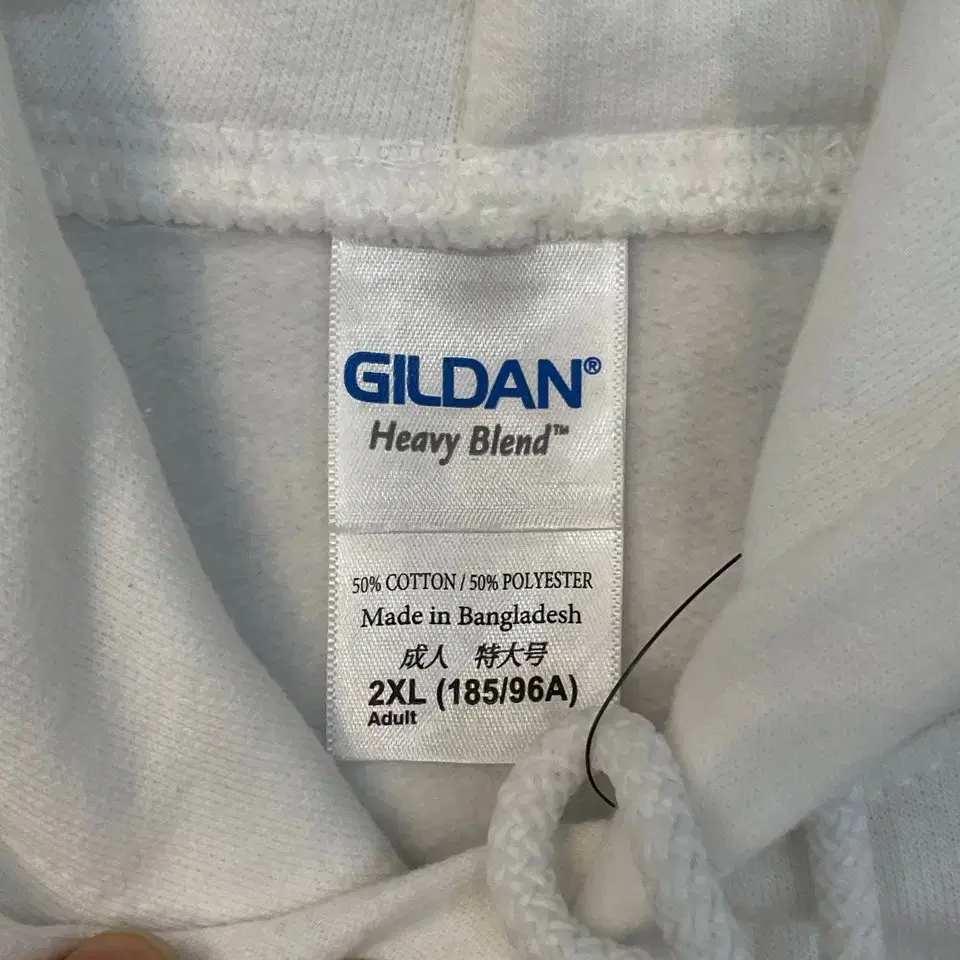 GILDAN®
Heavy Blend™
50% COTTON / 50% POLYESTER
Made in Bangladesh
成人 特大号
2XL (185/96A)
Adult